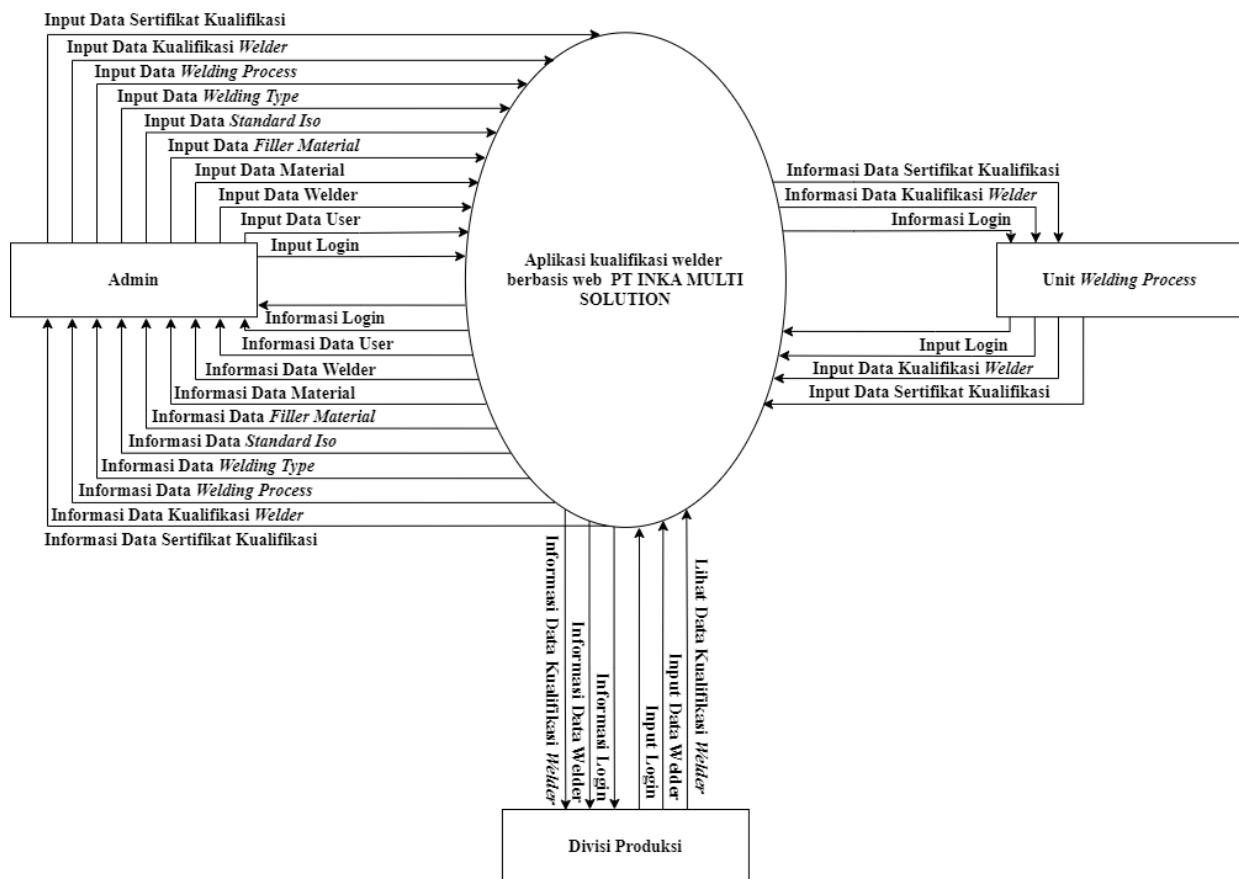 Input Data Sertifikat Kualifikasi
Input Data Kualifikasi Welder
Input Data Welding Process
Input Data Welding Type
Input Data Standard Iso
Input Data Filler Material
Input Data Material
Input Data Welder
Input Data User
Input Login
Admin
Informasi Login
Informasi Data User
Informasi Data Welder
Informasi Data Material
Informasi Data Filler Material
Informasi Data Standard Iso
Informasi Data Welding Type
Informasi Data Welding Process
Informasi Data Kualifikasi Welder
Informasi Data Sertifikat Kualifikasi
Aplikasi kualifikasi welder
berbasis web PT INKA MULTI
SOLUTION
Informasi Data Sertifikat Kualifikasi
Informasi Data Kualifikasi Welder
Informasi Login
Unit Welding Process
Input Login
Input Data Kualifikasi Welder
Input Data Sertifikat Kualifikasi
Informasi Data Kualifikasi Welder
Informasi Data Welder
Informasi Login
Input Login
Input Data Welder
Lihat Data Kualifikasi Welder
Divisi Produksi